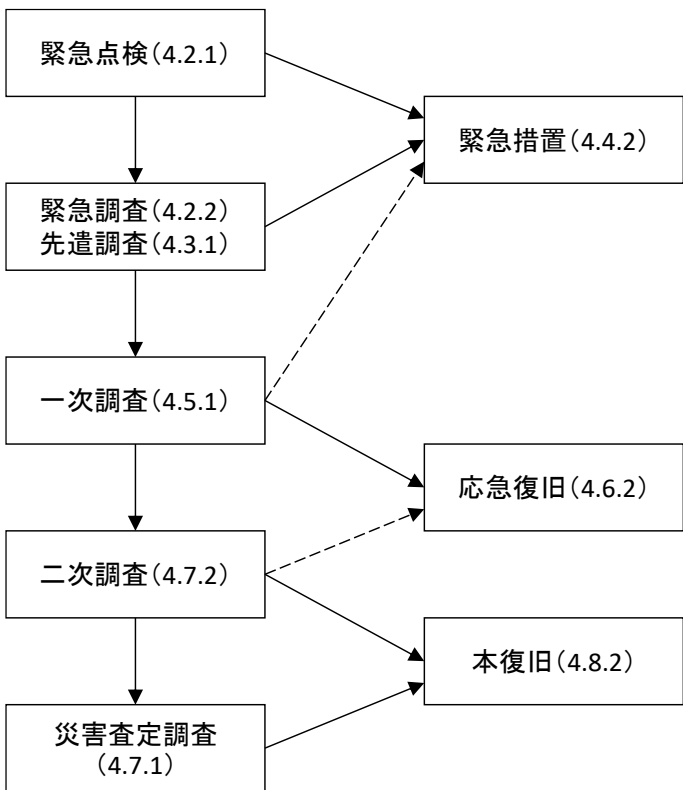 緊急点検(4.2.1)
緊急措置(4.4.2)
緊急調査(4.2.2)
先遣調査(4.3.1)
一次調査(4.5.1)
応急復旧(4.6.2)
二次調査(4.7.2)
本復旧(4.8.2)
災害査定調査
(4.7.1)